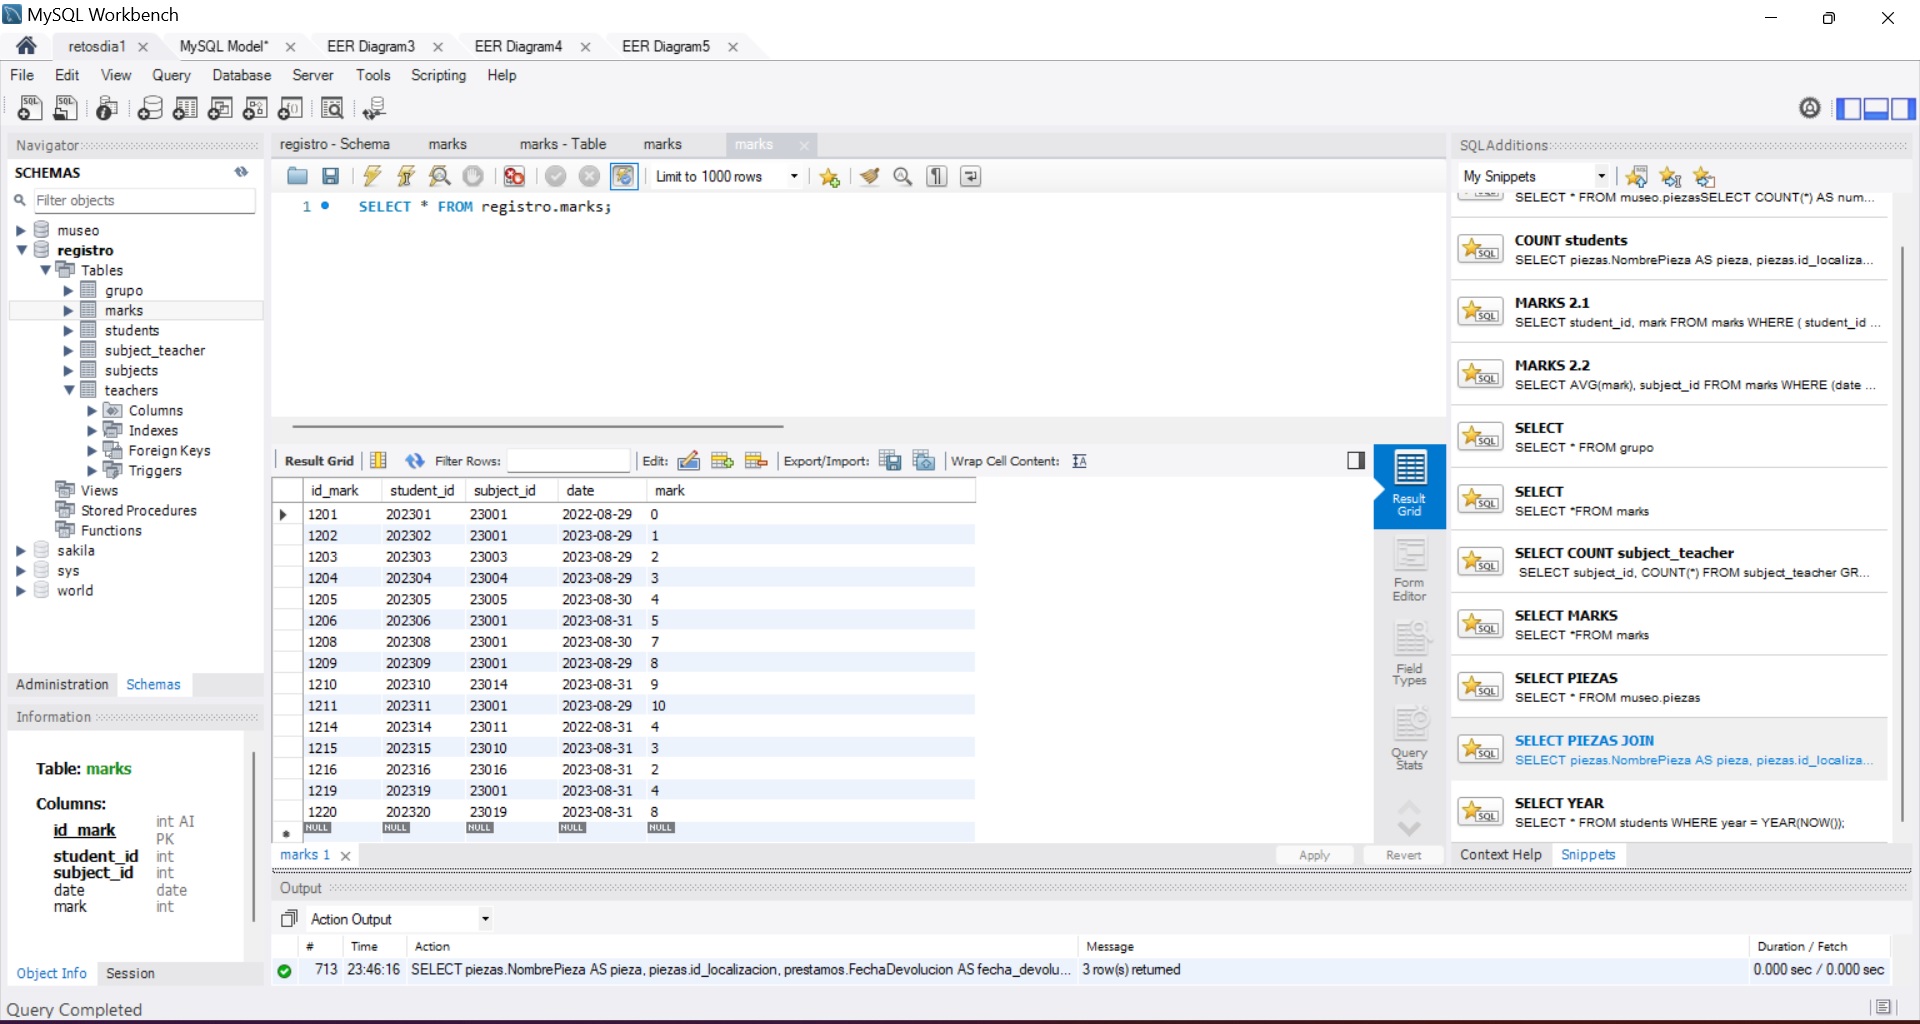 MySQL Workbench
retosdia1
MySQL Model*
EER Diagram3
EER Diagram4
EER Diagram5
File Edit View Query Database Server Tools Scripting Help
Navigator
SCHEMAS
Filter objects
museo
registro
Tables
grupo
marks
students
subject_teacher
subjects
teachers
Columns
Indexes
Foreign Keys
Triggers
Views
Stored Procedures
Functions
sakila
sys
world
Administration Schemas
Information
Table: marks
Columns:
id_mark int AI PK
student_id int
subject_id int
date date
mark int
Object Info Session
registro - Schema marks marks - Table marks marks
Limit to 1000 rows
1 SELECT * FROM registro.marks;
Result Grid Filter Rows: Edit: Export/Import: Wrap Cell Content:
id_mark student_id subject_id date mark
1201 202301 23001 2022-08-29 0
1202 202302 23001 2023-08-29 1
1203 202303 23003 2023-08-29 2
1204 202304 23004 2023-08-29 3
1205 202305 23005 2023-08-30 4
1206 202306 23001 2023-08-31 5
1208 202308 23001 2023-08-30 7
1209 202309 23001 2023-08-29 8
1210 202310 23014 2023-08-31 9
1211 202311 23001 2023-08-29 10
1214 202314 23011 2022-08-31 4
1215 202315 23010 2023-08-31 3
1216 202316 23016 2023-08-31 2
1219 202319 23001 2023-08-31 4
1220 202320 23019 2023-08-31 8
NULL NULL NULL NULL NULL
Result Grid
Form Editor
Field Types
Query Stats
marks 1
Apply Revert
SQLAdditions
My Snippets
SELECT * FROM museo.piezasSELECT COUNT(*) AS num...
COUNT students
SELECT piezas.NombrePieza AS pieza, piezas.id_localiza...
MARKS 2.1
SELECT student_id, mark FROM marks WHERE ( student_id ...
MARKS 2.2
SELECT AVG(mark), subject_id FROM marks WHERE (date ...
SELECT
SELECT * FROM grupo
SELECT
SELECT *FROM marks
SELECT COUNT subject_teacher
SELECT subject_id, COUNT(*) FROM subject_teacher GR...
SELECT MARKS
SELECT *FROM marks
SELECT PIEZAS
SELECT * FROM museo.piezas
SELECT PIEZAS JOIN
SELECT piezas.NombrePieza AS pieza, piezas.id_localiza...
SELECT YEAR
SELECT * FROM students WHERE year = YEAR(NOW());
Context Help Snippets
Output
Action Output
# Time Action Message Duration / Fetch
713 23:46:16 SELECT piezas.NombrePieza AS pieza, piezas.id_localizacion, prestamos.FechaDevolucion AS fecha_devolu... 3 row(s) returned 0.000 sec / 0.000 sec
Query Completed